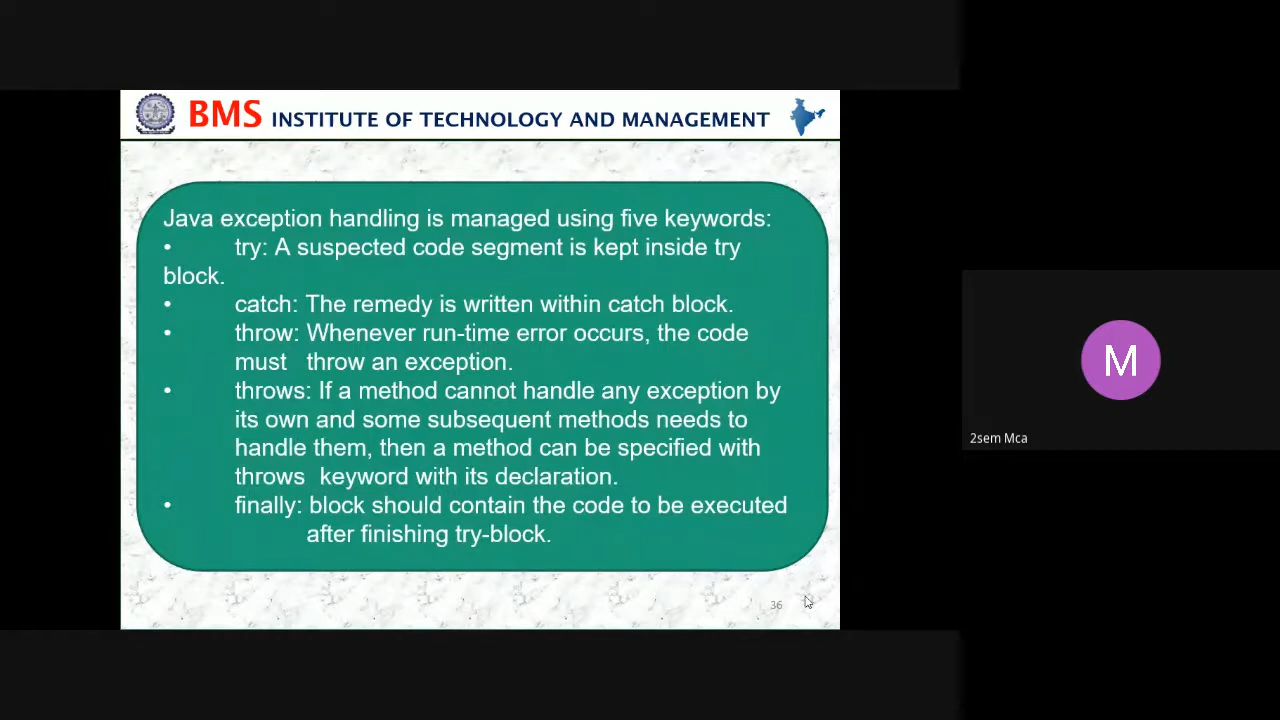 BMS INSTITUTE OF TECHNOLOGY AND MANAGEMENT
Java exception handling is managed using five keywords:
• try: A suspected code segment is kept inside try
block.
• catch: The remedy is written within catch block.
• throw: Whenever run-time error occurs, the code
must throw an exception.
• throws: If a method cannot handle any exception by
its own and some subsequent methods needs to
handle them, then a method can be specified with
throws keyword with its declaration.
• finally: block should contain the code to be executed
after finishing try-block.
36
M
2sem Mca